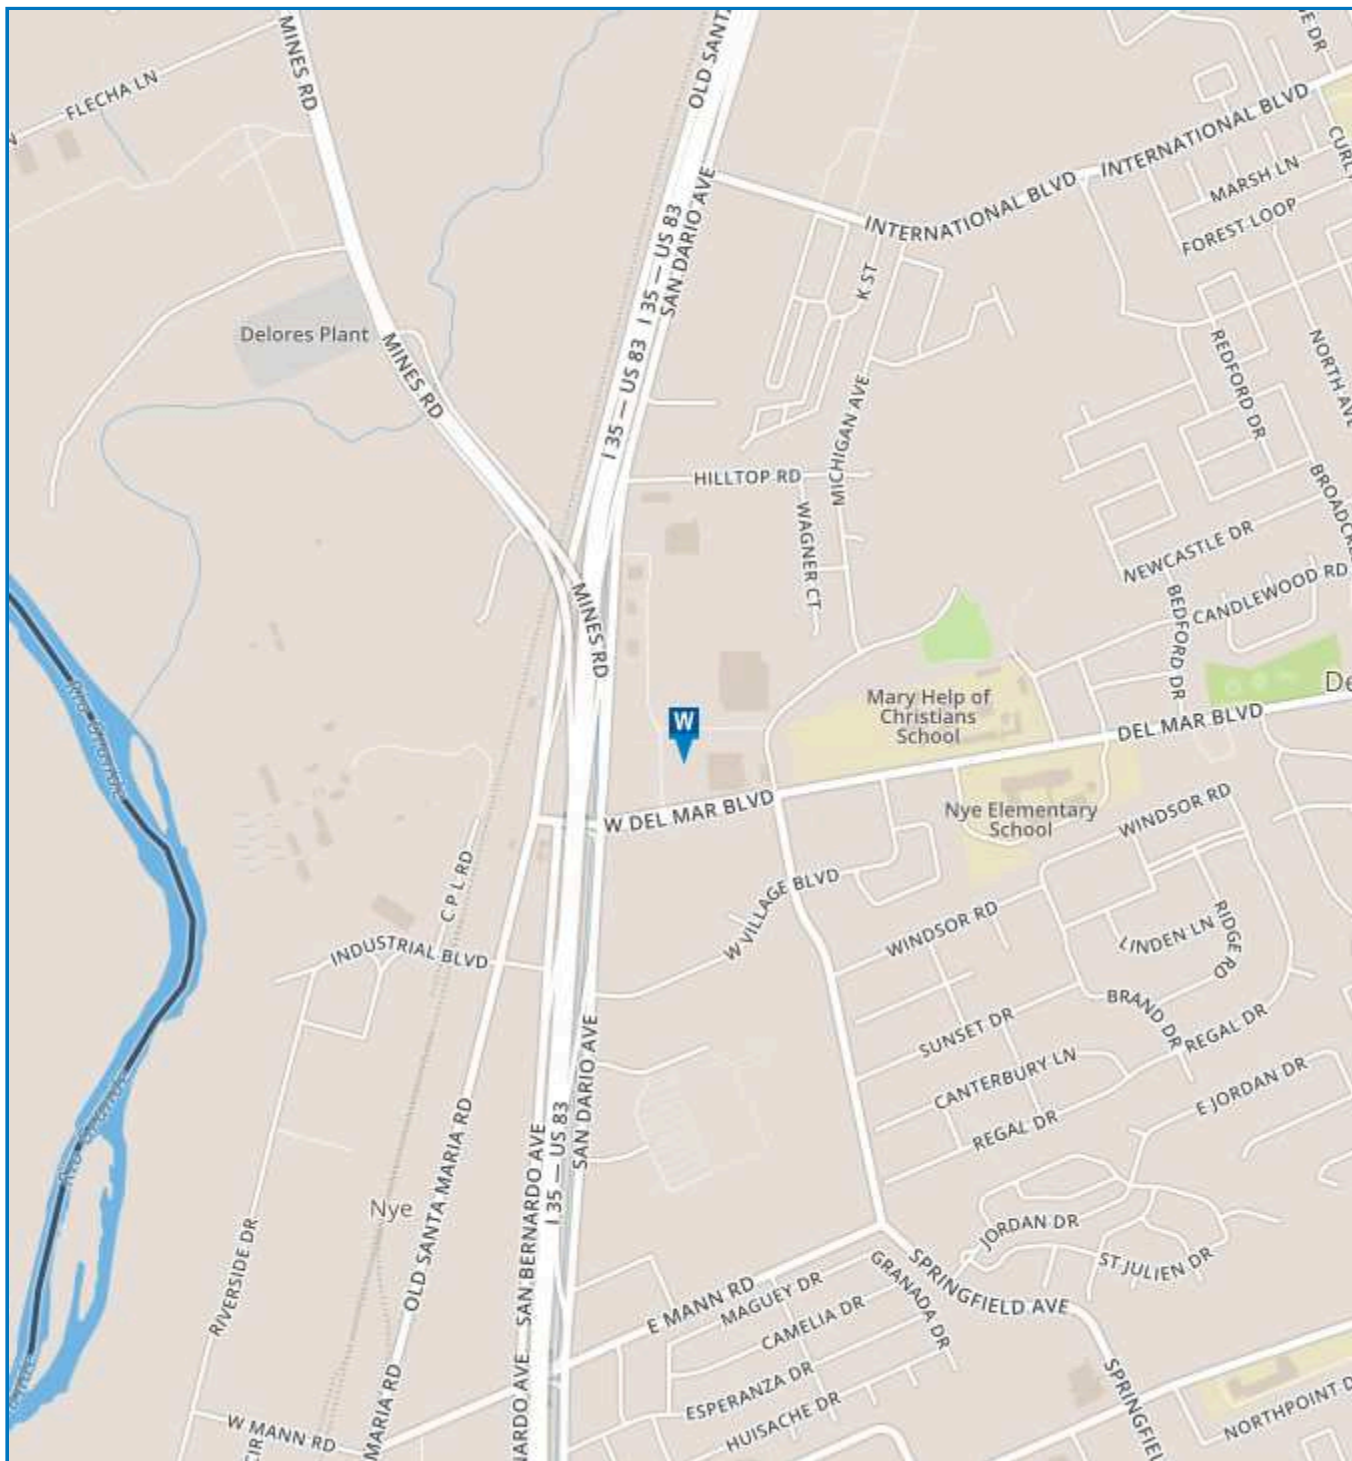 MINES RD
FLECHA LN
OLD SANTA
INTERNATIONAL BLVD
INTERNATIONAL BLVD
MARSH LN
FOREST LOOP
I 35 — US 83
SAN DARIO AVE
K ST
Delores Plant
MINES RD
I 35 — US 83
REDFORD DR
NORTH AVE
MICHIGAN AVE
HILLTOP RD
WAGNER CT
BROADCRE
NEWCASTLE DR
CANDLEWOOD RD
BEDFORD DR
MINES RD
Mary Help of
Christians
School
De
W
DEL MAR BLVD
W DEL MAR BLVD
Nye Elementary
School
WINDSOR RD
C P L RD
W VILLAGE BLVD
WINDSOR RD
LINDEN LN
RIDGE RD
INDUSTRIAL BLVD
BRAND DR
SUNSET DR
REGAL DR
CANTERBURY LN
E JORDAN DR
REGAL DR
SAN DARIO AVE
I 35 — US 83
OLD SANTA MARIA RD
SAN BERNARDO AVE
Nye
RIVERSIDE DR
JORDAN DR
ST JULIEN DR
SPRINGFIELD AVE
GRANADA DR
E MANN RD
MAGUEY DR
CAMELIA DR
ESPERANZA DR
HUISACHE DR
W MANN RD
MARIA RD
NARDO AVE
CIR
SPRINGFIEL
NORTHPOINT D